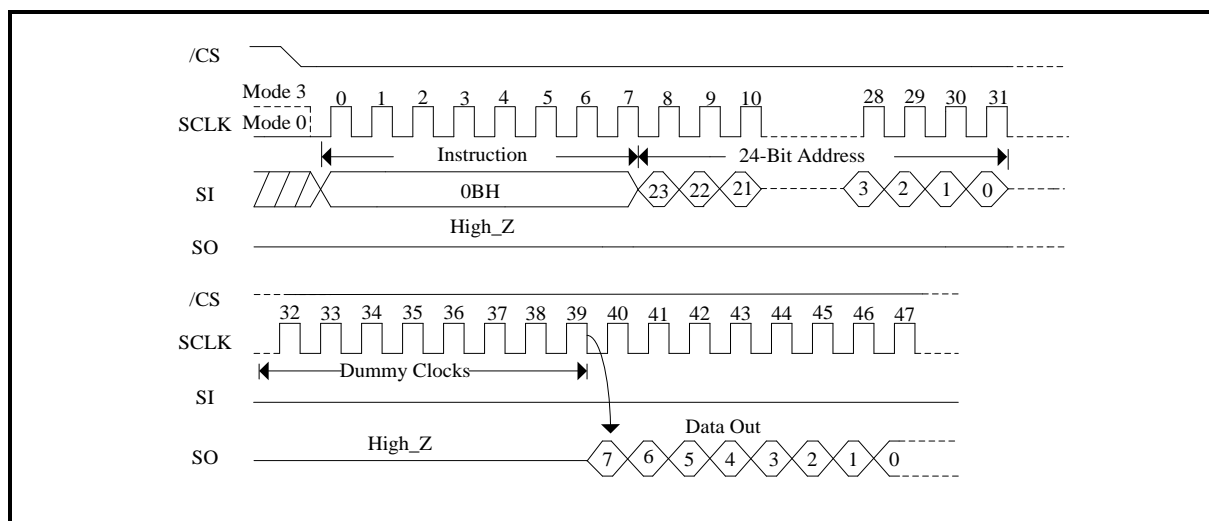 /CS
Mode 3
0 1 2 3 4 5 6 7 8 9 10 28 29 30 31
SCLK Mode 0
Instruction 24-Bit Address
SI 0BH 23 22 21 3 2 1 0
High_Z
SO
/CS
32 33 34 35 36 37 38 39 40 41 42 43 44 45 46 47
SCLK
Dummy Clocks
SI
High_Z Data Out
SO 7 6 5 4 3 2 1 0